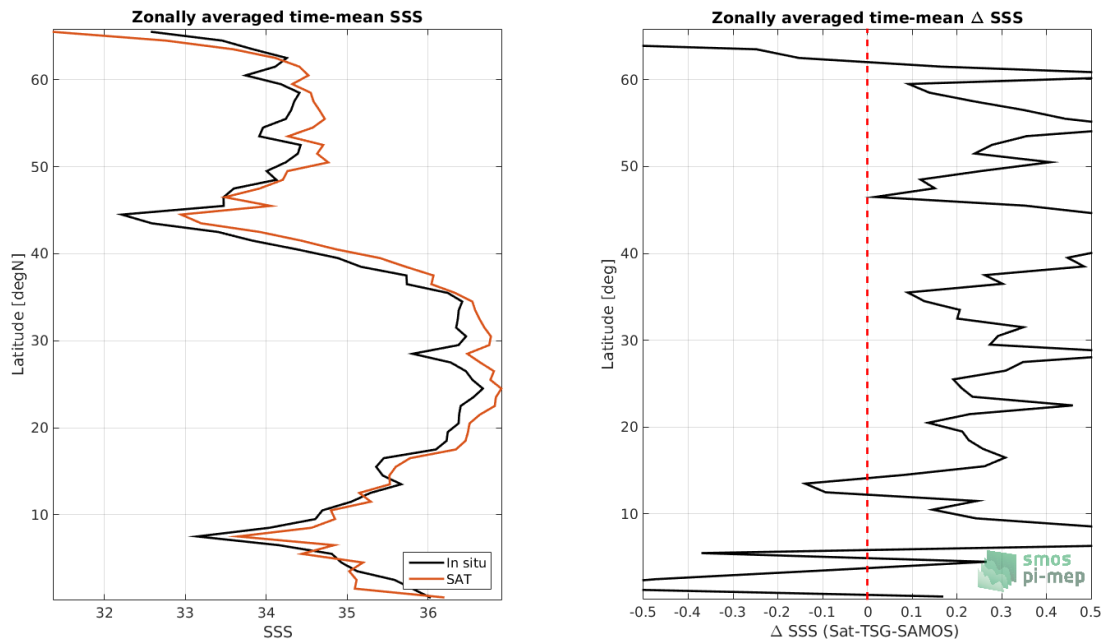 Zonally averaged time-mean SSS
60
50
40
30
20
10
32
33
34
35
36
Latitude [degN]
SSS
In situ
SAT
Zonally averaged time-mean Δ SSS
60
50
40
30
20
10
-0.5
-0.4
-0.3
-0.2
-0.1
0
0.1
0.2
0.3
0.4
0.5
Latitude [deg]
Δ SSS (Sat-TSG-SAMOS)
smos
pi-mep